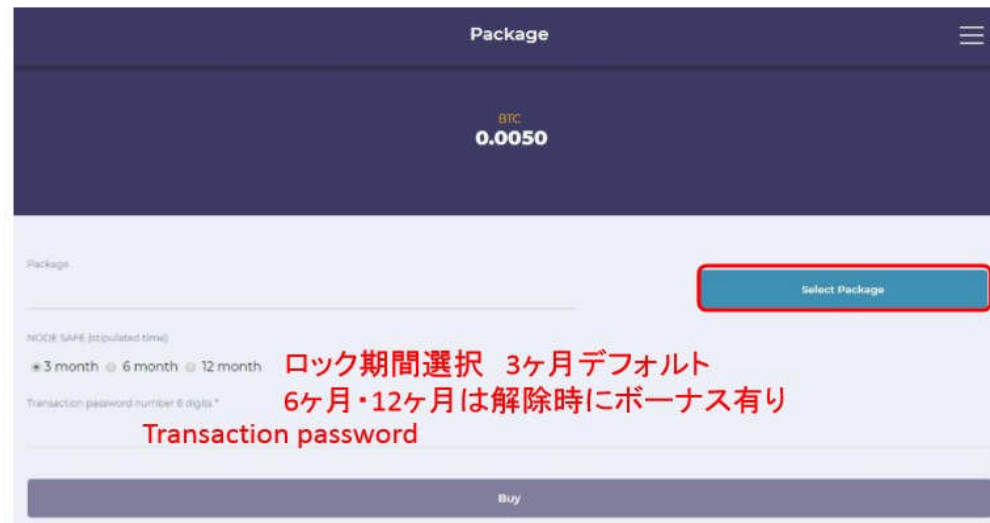 Package
BTC
0.0050
Package
Select Package
NODE SAFE (stipulated time)
3 month 6 month 12 month
ロック期間選択 3ヶ月デフォルト
6ヶ月・12ヶ月は解除時にボーナス有り
Transaction password number 6 digits *
Transaction password
Buy